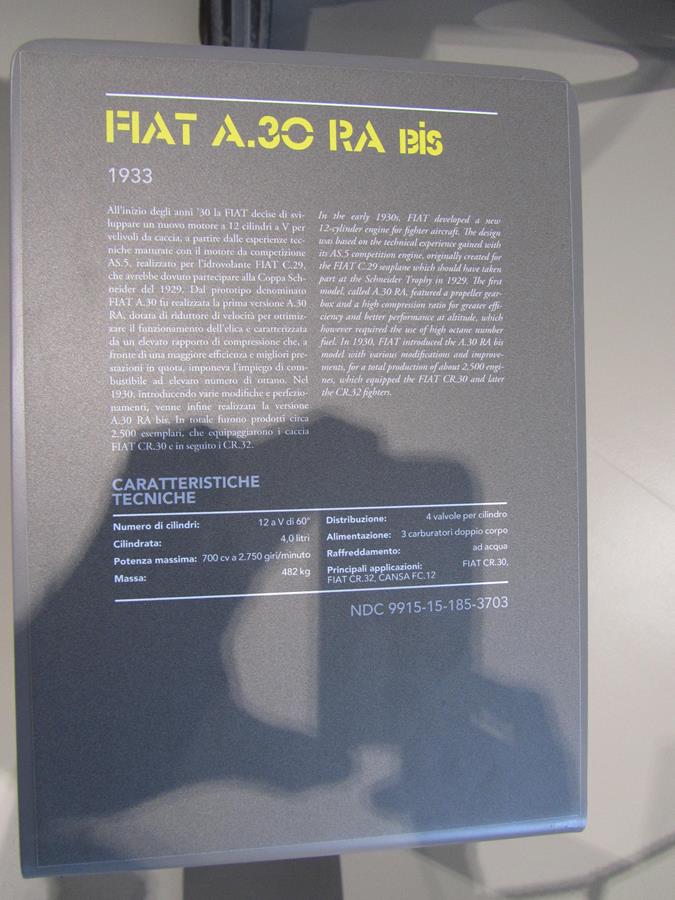 FIAT A.30 RA BiS
1933
All'inizio degli anni '30 la FIAT decise di svi-
luppare un nuovo motore a 12 cilindri a V per
velivoli da caccia, a partire dalle esperienze tec-
niche maturate con il motore da competizione
AS.5, realizzato per l'idrovolante FIAT C.29,
che avrebbe dovuto partecipare alla Coppa Sch-
neider del 1929. Dal prototipo denominato
FIAT A.30 fu realizzata la prima versione A.30
RA, dotata di riduttore di velocità per ottimiz-
zare il funzionamento dell'elica e caratterizzata
da un elevato rapporto di compressione che, a
fronte di una maggiore efficienza e migliori pre-
stazioni in quota, imponeva l'impiego di com-
bustibile ad elevato numero di ottano. Nel
1930, introducendo varie modifiche e perfezio-
namenti, venne infine realizzata la versione
A.30 RA bis. In totale furono prodotti circa
2.500 esemplari, che equipaggiarono i caccia
FIAT CR.30 e in seguito i CR.32.
In the early 1930s, FIAT developed a new
12-cylinder engine for fighter aircraft. The design
was based on the technical experience gained with
its AS.5 competition engine, originally created for
the FIAT C.29 seaplane which should have taken
part at the Schneider Trophy in 1929. The first
model, called A.30 RA, featured a propeller gear-
box and a high compression ratio for greater effi-
ciency and better performance at altitude, which
however required the use of high octane number
fuel. In 1930, FIAT introduced the A.30 RA bis
model with various modifications and improve-
ments, for a total production of about 2,500 engi-
nes, which equipped the FIAT CR.30 and later
the CR.32 fighters.
CARATTERISTICHE
TECNICHE
Numero di cilindri: 12 a V di 60°
Cilindrata: 4,0 litri
Potenza massima: 700 cv a 2.750 giri/minuto
Massa: 482 kg
Distribuzione: 4 valvole per cilindro
Alimentazione: 3 carburatori doppio corpo
Raffreddamento: ad acqua
Principali applicazioni: FIAT CR.30,
FIAT CR.32, CANSA FC.12
NDC 9915-15-185-3703